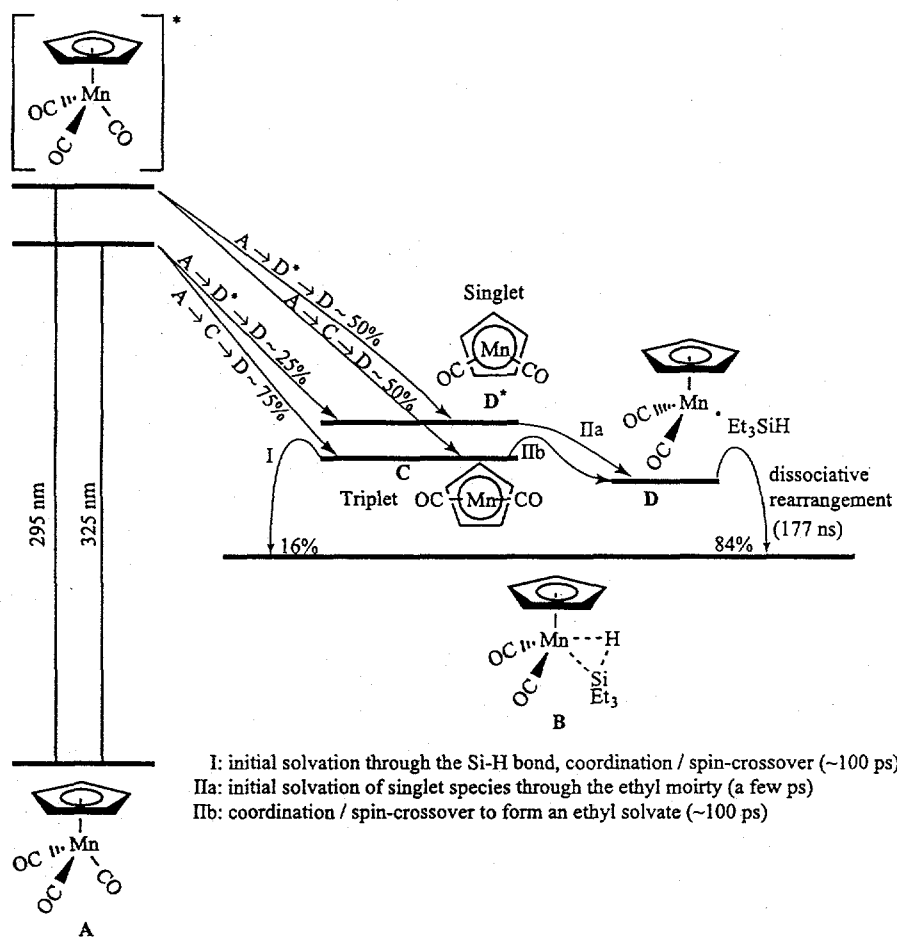 *
Mn
OC
CO
OC
A → D* → D ~ 50%
A → C → D ~ 50%
A → D* → D ~ 25%
A → C → D ~ 75%
Singlet
Mn
OC CO
D*
Mn
OC
OC
Et₃SiH
IIa
I
IIb
C
D
Triplet
OC Mn CO
dissociative
rearrangement
(177 ns)
295 nm
325 nm
16%
84%
Mn H
OC
OC
Si
Et₃
B
I: initial solvation through the Si-H bond, coordination / spin-crossover (~100 ps)
IIa: initial solvation of singlet species through the ethyl moirty (a few ps)
IIb: coordination / spin-crossover to form an ethyl solvate (~100 ps)
Mn
OC
OC
CO
A